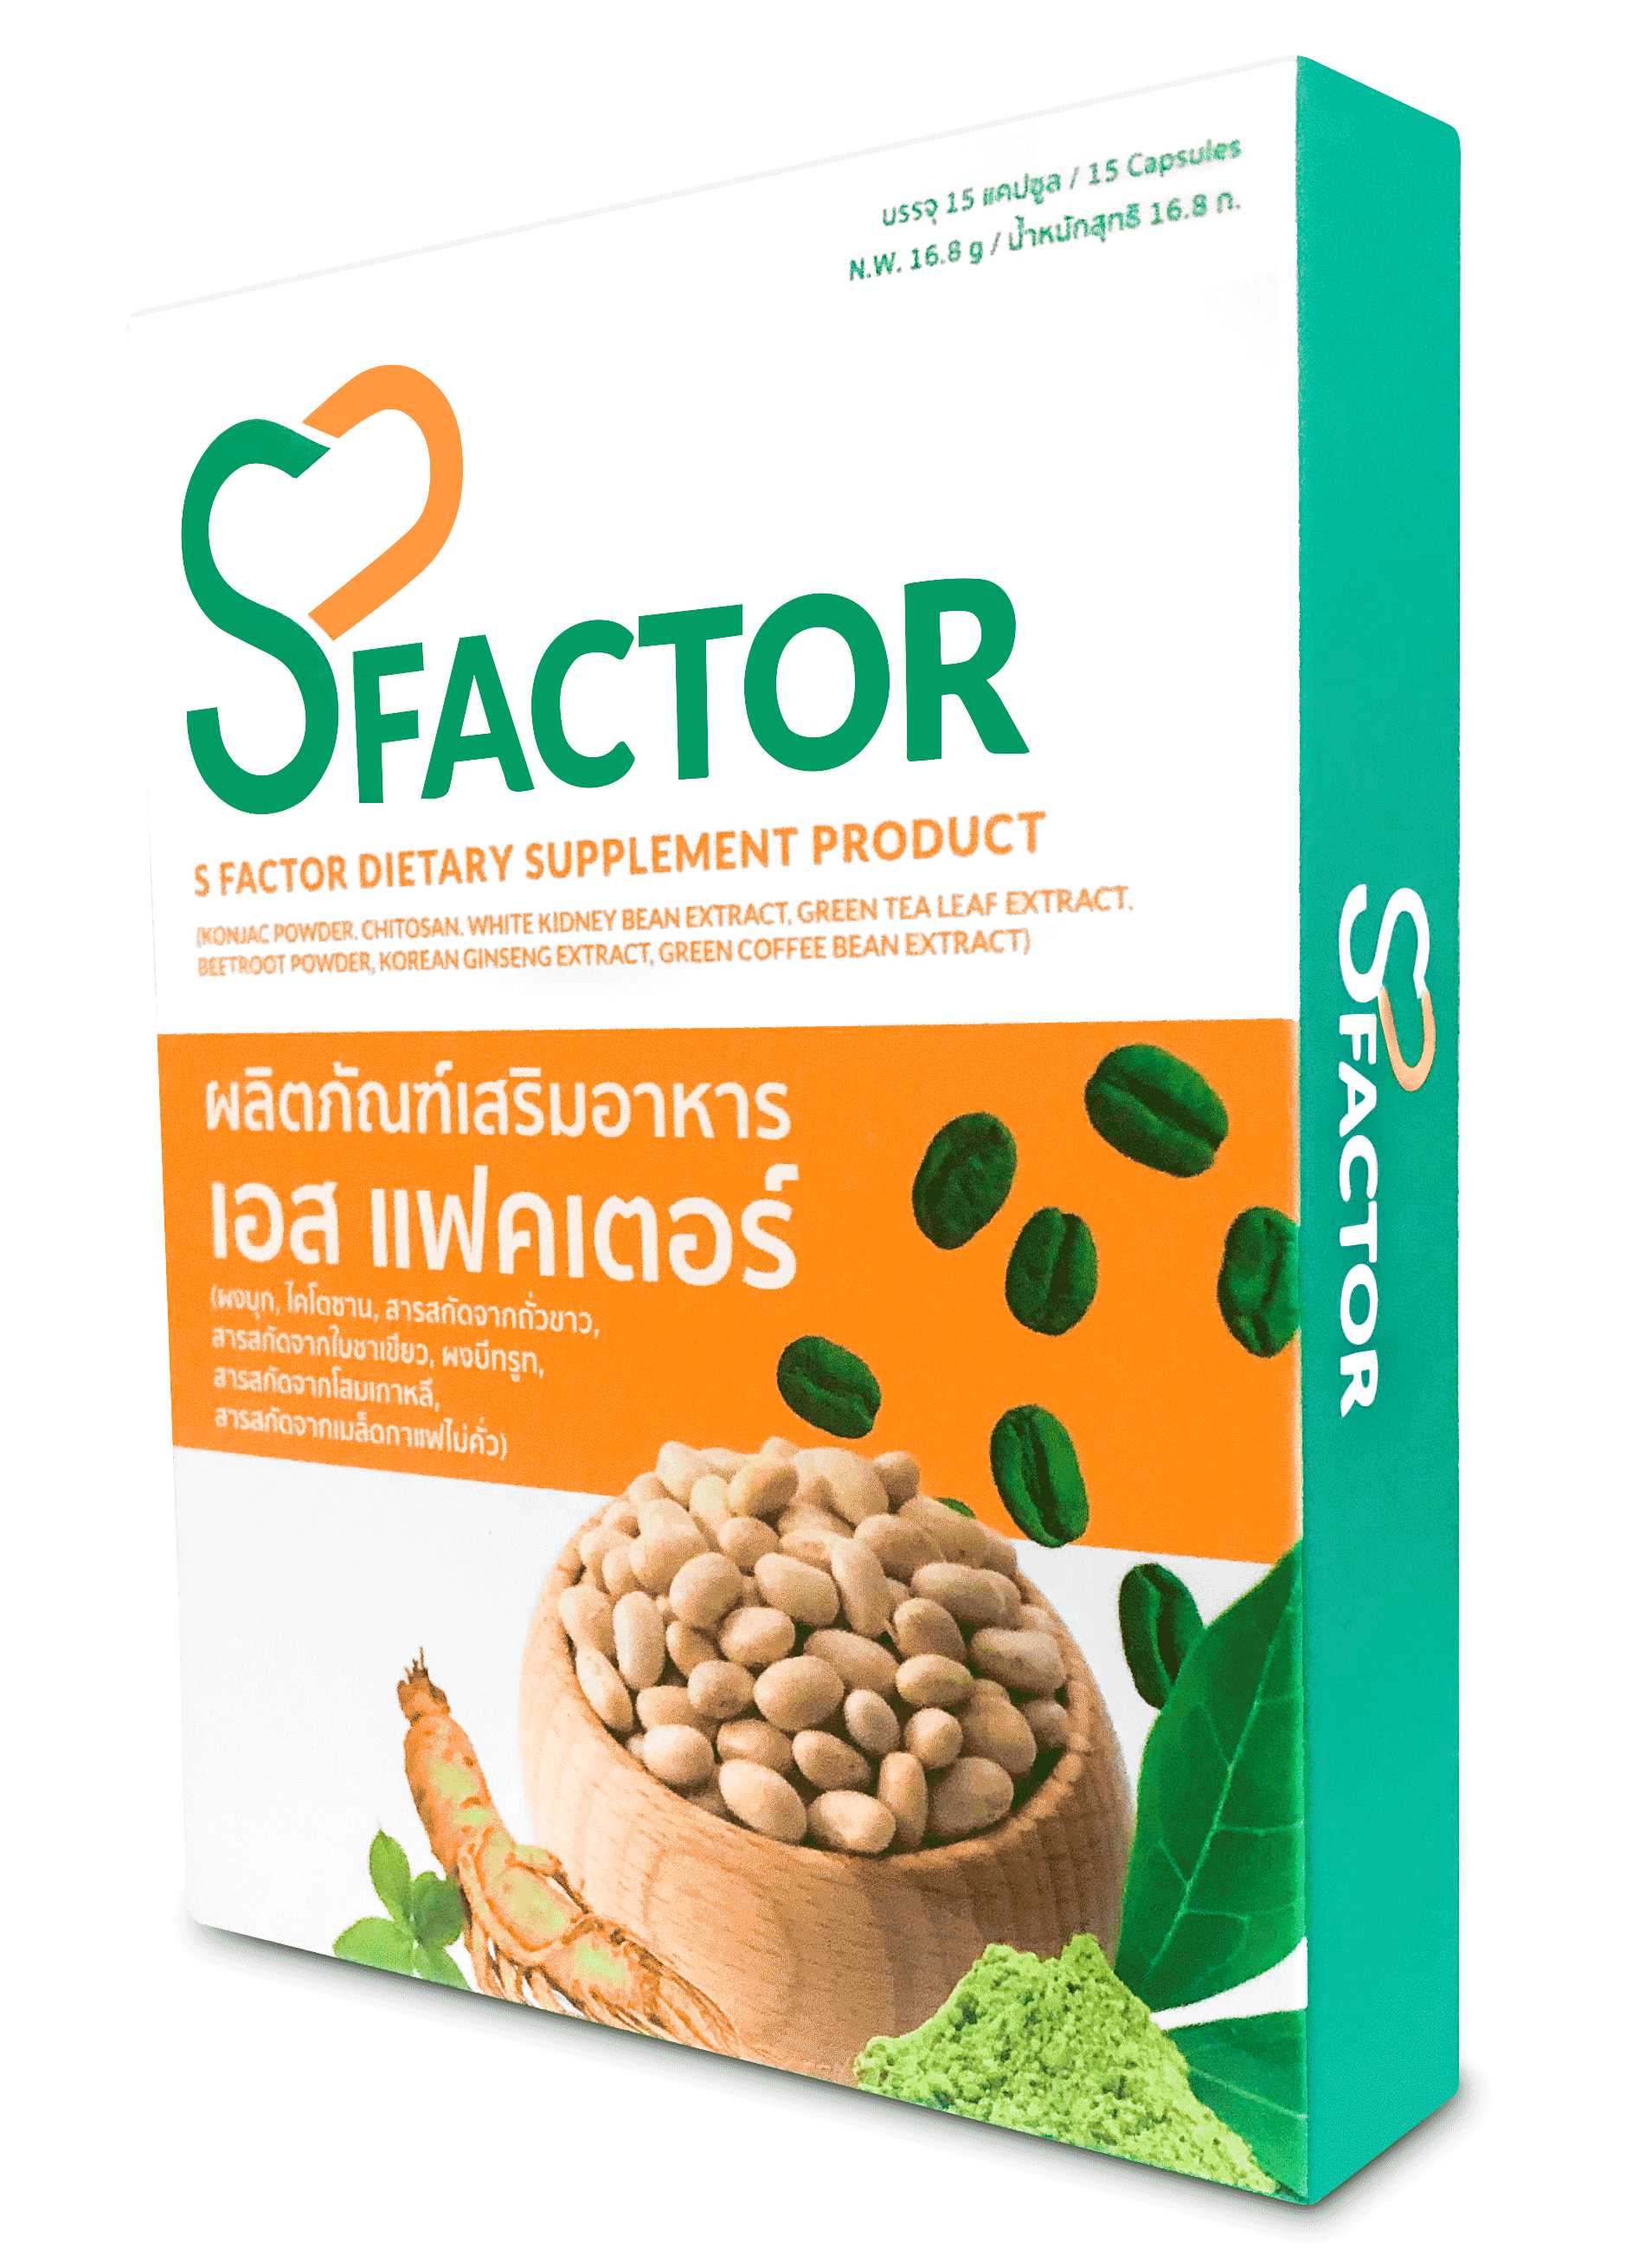 บรรจุ 15 แคปซูล / 15 Capsules
N.W. 16.8 g / น้ำหนักสุทธิ 16.8 ก.
SFACTOR
S FACTOR DIETARY SUPPLEMENT PRODUCT
(KONJAC POWDER, CHITOSAN, WHITE KIDNEY BEAN EXTRACT, GREEN TEA LEAF EXTRACT,
BEETROOT POWDER, KOREAN GINSENG EXTRACT, GREEN COFFEE BEAN EXTRACT)
ผลิตภัณฑ์เสริมอาหาร
เอส แฟคเตอร์
(ผงบุก, ไคโตซาน, สารสกัดจากถั่วขาว,
สารสกัดจากใบชาเขียว, ผงบีทรูท,
สารสกัดจากโสมเกาหลี,
สารสกัดจากเมล็ดกาแฟไม่คั่ว)
SFACTOR